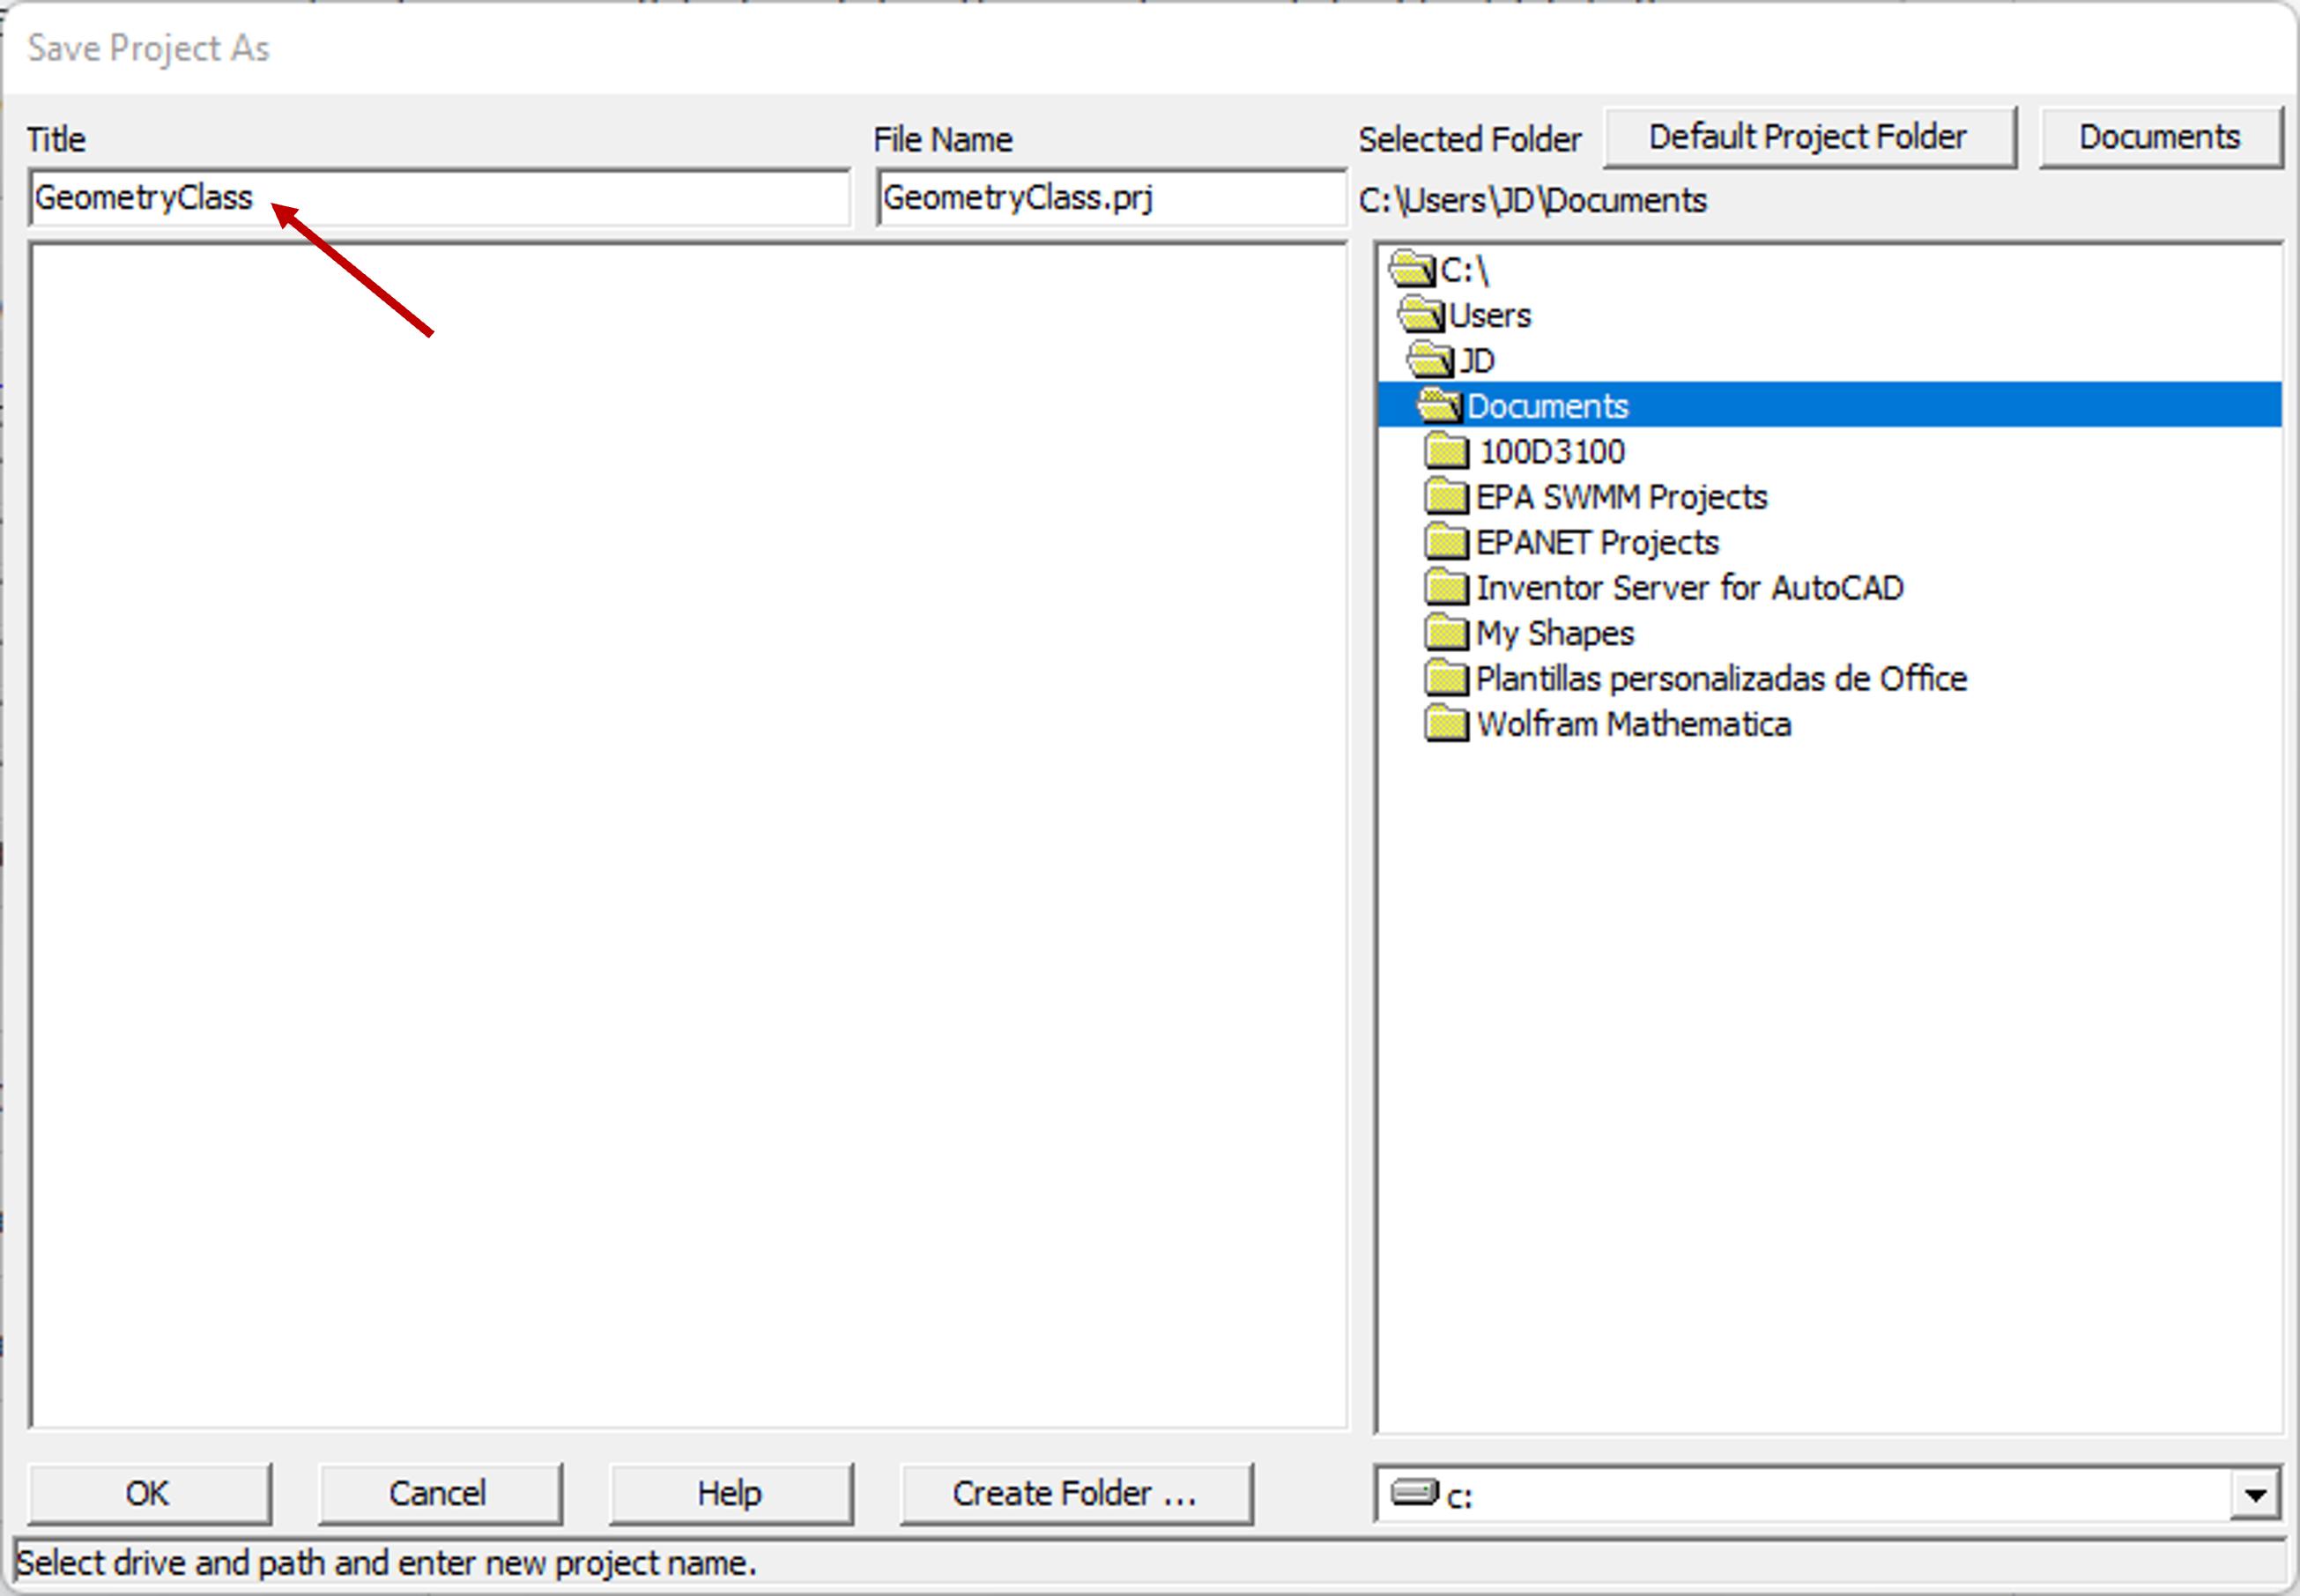 Save Project As
Title
File Name
Selected Folder
Default Project Folder
Documents
GeometryClass
GeometryClass.prj
C:\Users\JD\Documents
C:\
Users
JD
Documents
100D3100
EPA SWMM Projects
EPANET Projects
Inventor Server for AutoCAD
My Shapes
Plantillas personalizadas de Office
Wolfram Mathematica
OK
Cancel
Help
Create Folder ...
c:
Select drive and path and enter new project name.